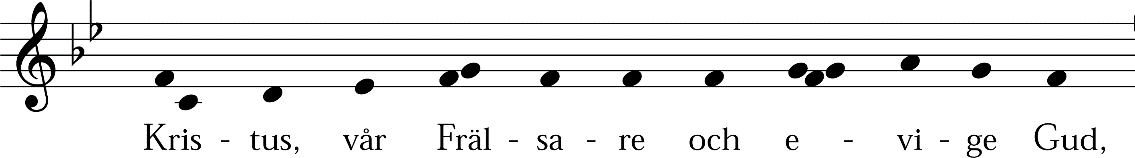 Kris - tus, vår Fräl - sa - re och e - vi - ge Gud,